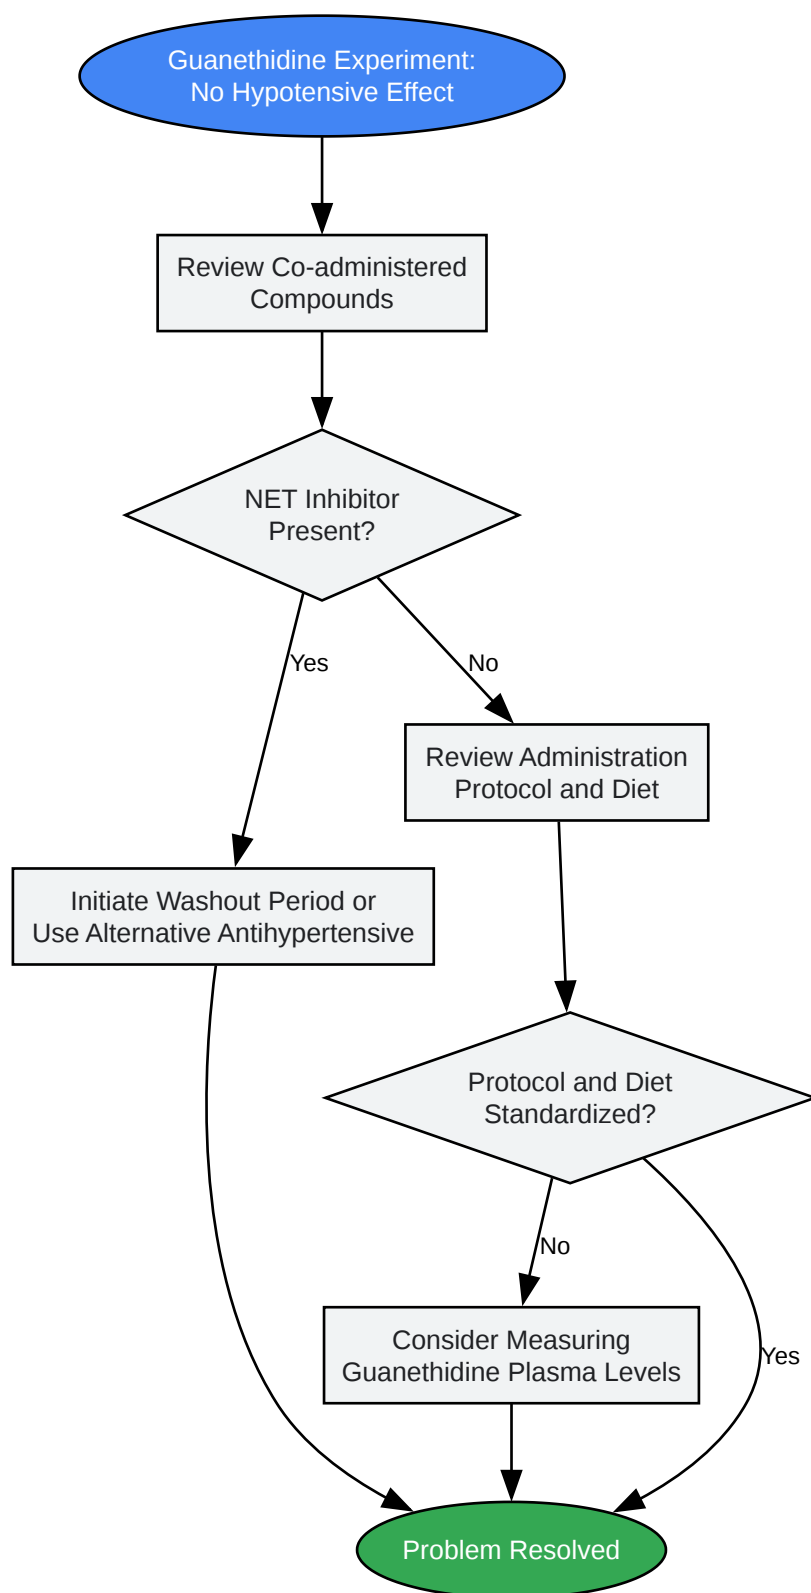 Guanethidine Experiment:
No Hypotensive Effect
Review Co-administered
Compounds
NET Inhibitor
Present?
Yes
No
Review Administration
Protocol and Diet
Initiate Washout Period or
Use Alternative Antihypertensive
Protocol and Diet
Standardized?
No
Consider Measuring
Guanethidine Plasma Levels
Yes
Problem Resolved